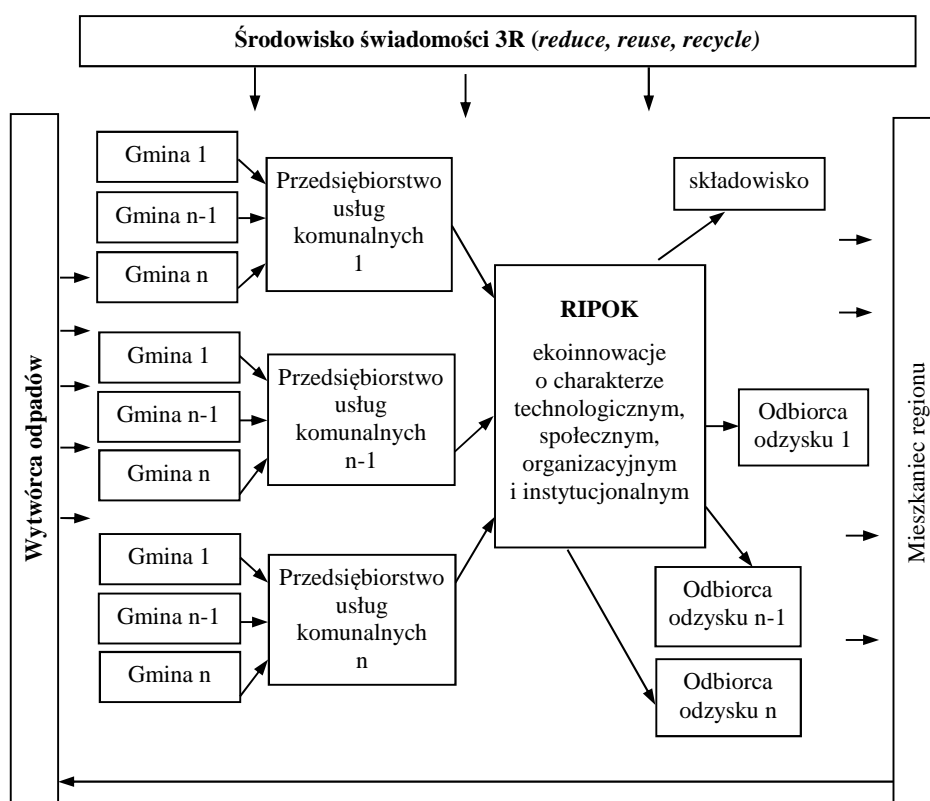 Środowisko świadomości 3R (reduce, reuse, recycle)
Wytwórca odpadów
Gmina 1
Gmina n-1
Gmina n
Przedsiębiorstwo
usług
komunalnych
1
Gmina 1
Gmina n-1
Gmina n
Przedsiębiorstwo
usług
komunalnych
n-1
Gmina 1
Gmina n-1
Gmina n
Przedsiębiorstwo
usług
komunalnych
n
RIPOK
ekoinnowacje
o charakterze
technologicznym,
społecznym,
organizacyjnym
i instytucjonalnym
składowisko
Odbiorca
odzysku 1
Odbiorca
odzysku n-1
Odbiorca
odzysku n
Mieszkaniec regionu